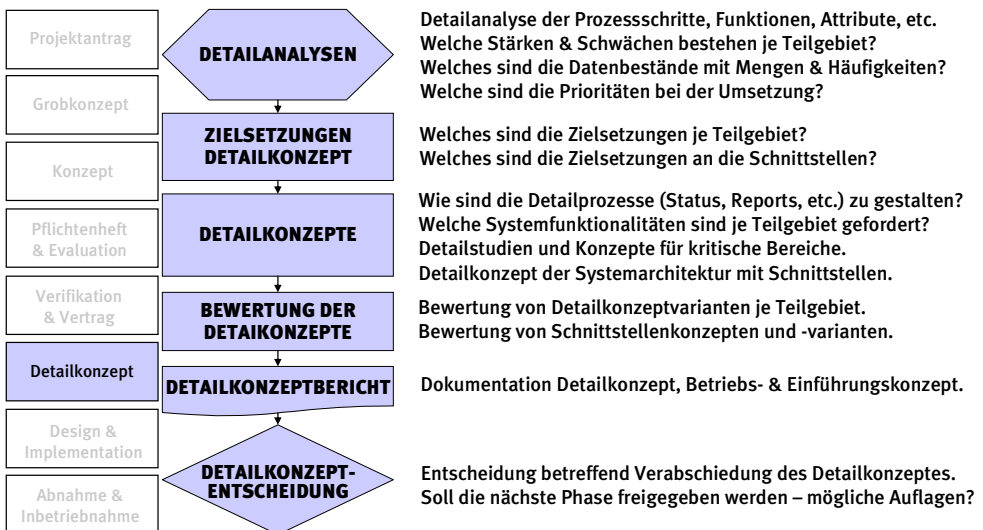 Projektantrag
Grobkonzept
Konzept
Pflichtenheft
& Evaluation
Verifikation
& Vertrag
Detailkonzept
Design &
Implementation
Abnahme &
Inbetriebnahme
DETAILANALYSEN
Detailanalyse der Prozessschritte, Funktionen, Attribute, etc.
Welche Stärken & Schwächen bestehen je Teilgebiet?
Welches sind die Datenbestände mit Mengen & Häufigkeiten?
Welche sind die Prioritäten bei der Umsetzung?
ZIELSETZUNGEN
DETAILKONZEPT
Welches sind die Zielsetzungen je Teilgebiet?
Welches sind die Zielsetzungen an die Schnittstellen?
DETAILKONZEPTE
Wie sind die Detailprozesse (Status, Reports, etc.) zu gestalten?
Welche Systemfunktionalitäten sind je Teilgebiet gefordert?
Detailstudien und Konzepte für kritische Bereiche.
Detailkonzept der Systemarchitektur mit Schnittstellen.
BEWERTUNG DER
DETAIKONZEPTE
Bewertung von Detailkonzeptvarianten je Teilgebiet.
Bewertung von Schnittstellenkonzepten und -varianten.
DETAILKONZEPTBERICHT
Dokumentation Detailkonzept, Betriebs- & Einführungskonzept.
DETAILKONZEPT-
ENTSCHEIDUNG
Entscheidung betreffend Verabschiedung des Detailkonzeptes.
Soll die nächste Phase freigegeben werden – mögliche Auflagen?